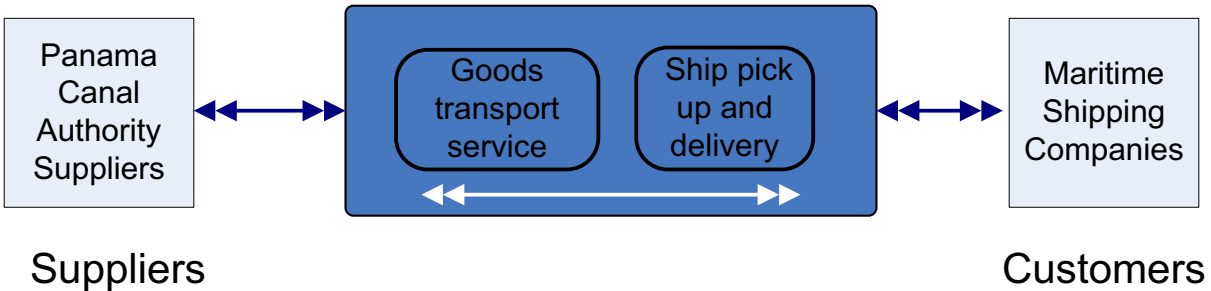 Panama
Canal
Authority
Suppliers
Goods
transport
service
Ship pick
up and
delivery
Maritime
Shipping
Companies
Suppliers
Customers